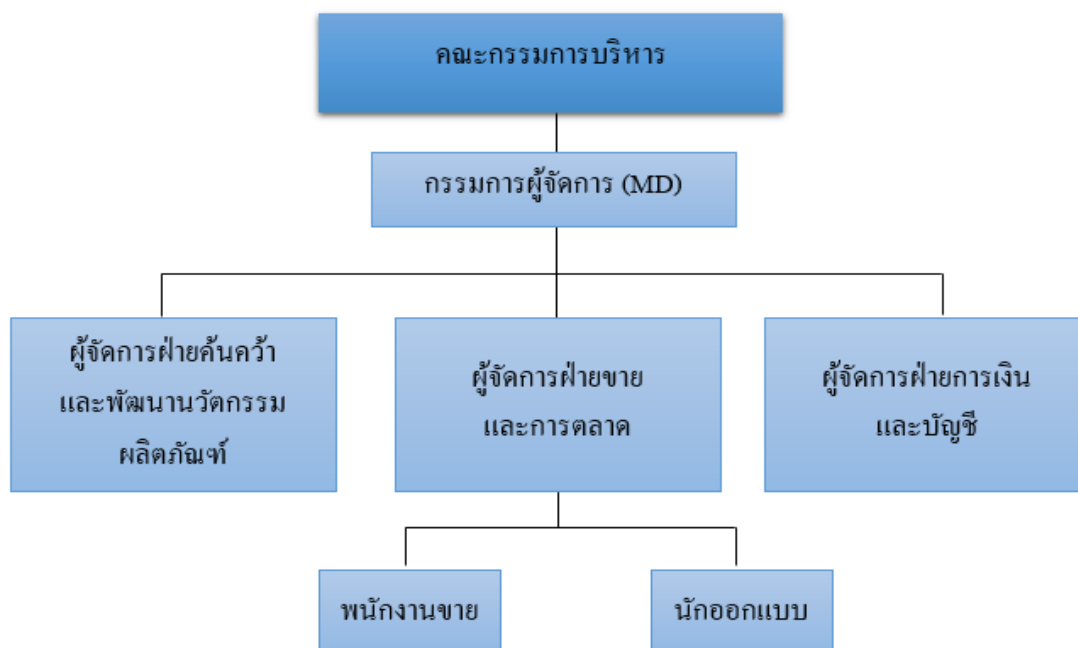 คณะกรรมการบริหาร
กรรมการผู้จัดการ (MD)
ผู้จัดการฝ่ายค้นคว้า
และพัฒนานวัตกรรม
ผลิตภัณฑ์
ผู้จัดการฝ่ายขาย
และการตลาด
ผู้จัดการฝ่ายการเงิน
และบัญชี
พนักงานขาย
นักออกแบบ